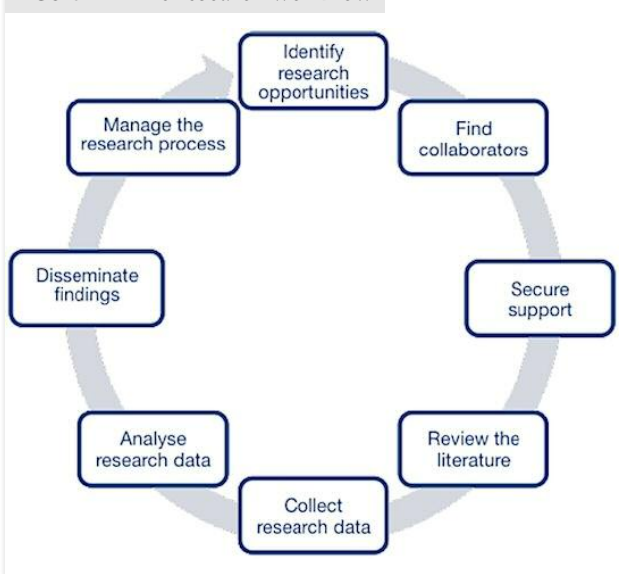 Identify
research
opportunities
Find
collaborators
Secure
support
Review the
literature
Collect
research data
Analyse
research data
Disseminate
findings
Manage the
research process